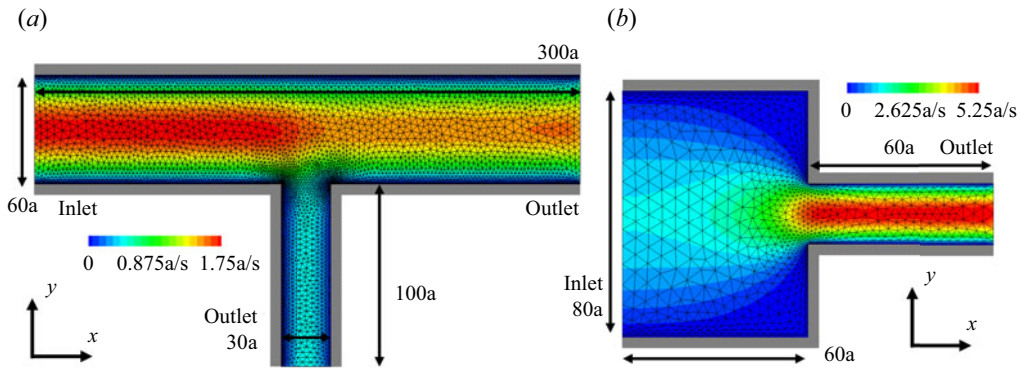 (a)
300a
60a
Inlet
Outlet
0 0.875a/s 1.75a/s
y
x
Outlet
30a
100a
(b)
0 2.625a/s 5.25a/s
60a
Outlet
Inlet
80a
y
x
60a